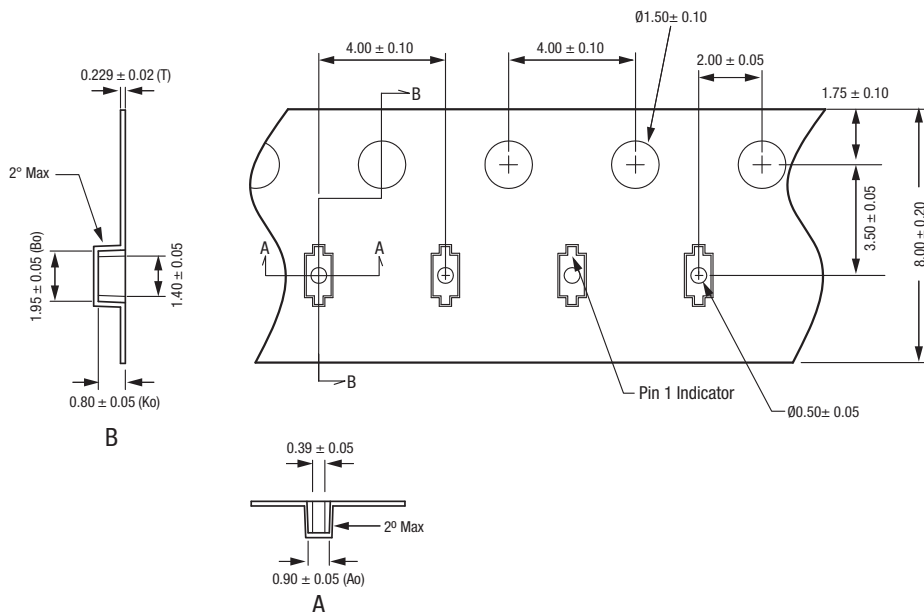 Ø1.50± 0.10
4.00 ± 0.10
4.00 ± 0.10
2.00 ± 0.05
0.229 ± 0.02 (T)
B
1.75 ± 0.10
2° Max
3.50 ± 0.05
8.00 ± 0.20
A
A
1.95 ± 0.05 (Bo)
1.40 ± 0.05
B
Pin 1 Indicator
Ø0.50± 0.05
0.80 ± 0.05 (Ko)
B
0.39 ± 0.05
2º Max
0.90 ± 0.05 (Ao)
A